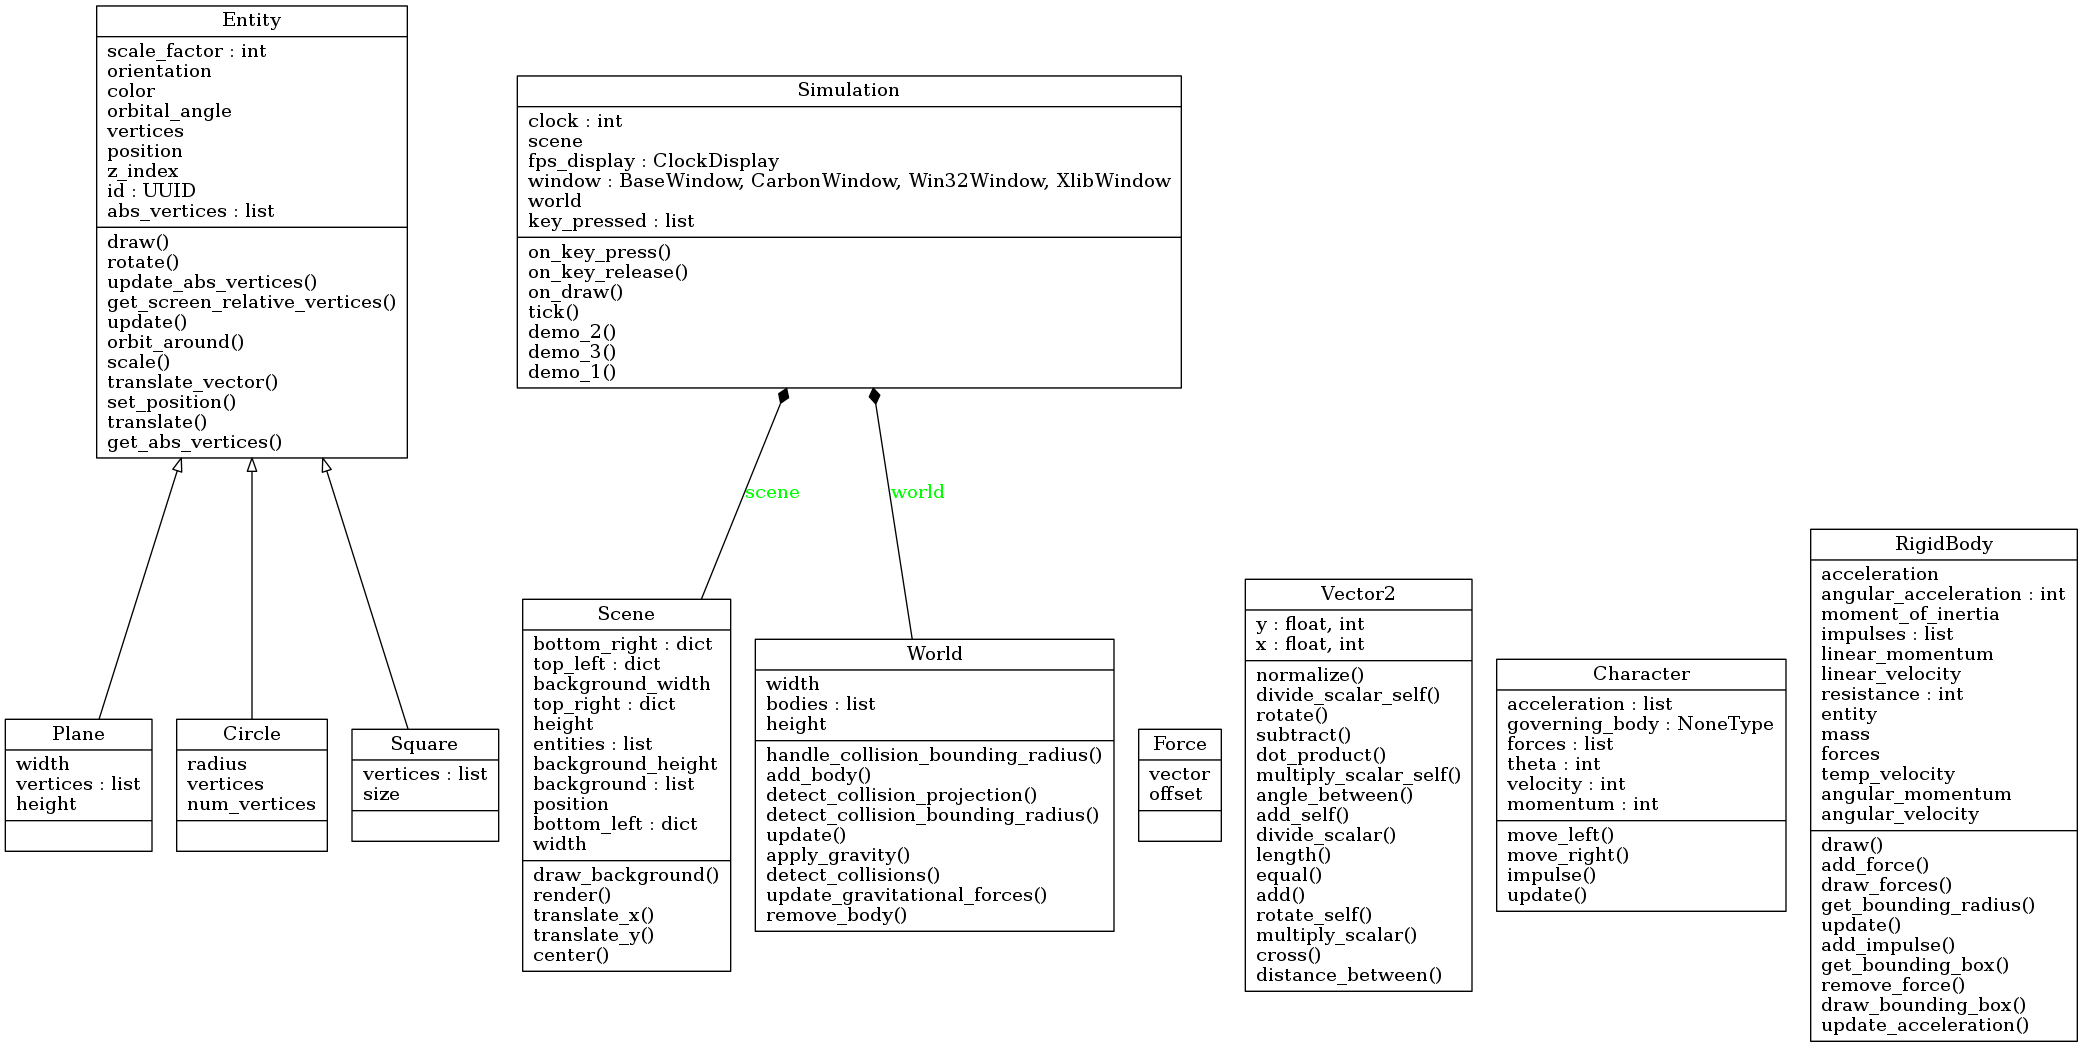 Entity
scale_factor : int
orientation
color
orbital_angle
vertices
position
z_index
id : UUID
abs_vertices : list
draw()
rotate()
update_abs_vertices()
get_screen_relative_vertices()
update()
orbit_around()
scale()
translate_vector()
set_position()
translate()
get_abs_vertices()
Simulation
clock : int
scene
fps_display : ClockDisplay
window : BaseWindow, CarbonWindow, Win32Window, XlibWindow
world
key_pressed : list
on_key_press()
on_key_release()
on_draw()
tick()
demo_2()
demo_3()
demo_1()
scene
world
Plane
width
vertices : list
height
Circle
radius
vertices
num_vertices
Square
vertices : list
size
Scene
bottom_right : dict
top_left : dict
background_width
top_right : dict
height
entities : list
background_height
background : list
position
bottom_left : dict
width
draw_background()
render()
translate_x()
translate_y()
center()
World
width
bodies : list
height
handle_collision_bounding_radius()
add_body()
detect_collision_projection()
detect_collision_bounding_radius()
update()
apply_gravity()
detect_collisions()
update_gravitational_forces()
remove_body()
Force
vector
offset
Vector2
y : float, int
x : float, int
normalize()
divide_scalar_self()
rotate()
subtract()
dot_product()
multiply_scalar_self()
angle_between()
add_self()
divide_scalar()
length()
equal()
add()
rotate_self()
multiply_scalar()
cross()
distance_between()
Character
acceleration : list
governing_body : NoneType
forces : list
theta : int
velocity : int
momentum : int
move_left()
move_right()
impulse()
update()
RigidBody
acceleration
angular_acceleration : int
moment_of_inertia
impulses : list
linear_momentum
linear_velocity
resistance : int
entity
mass
forces
temp_velocity
angular_momentum
angular_velocity
draw()
add_force()
draw_forces()
get_bounding_radius()
update()
add_impulse()
get_bounding_box()
remove_force()
draw_bounding_box()
update_acceleration()